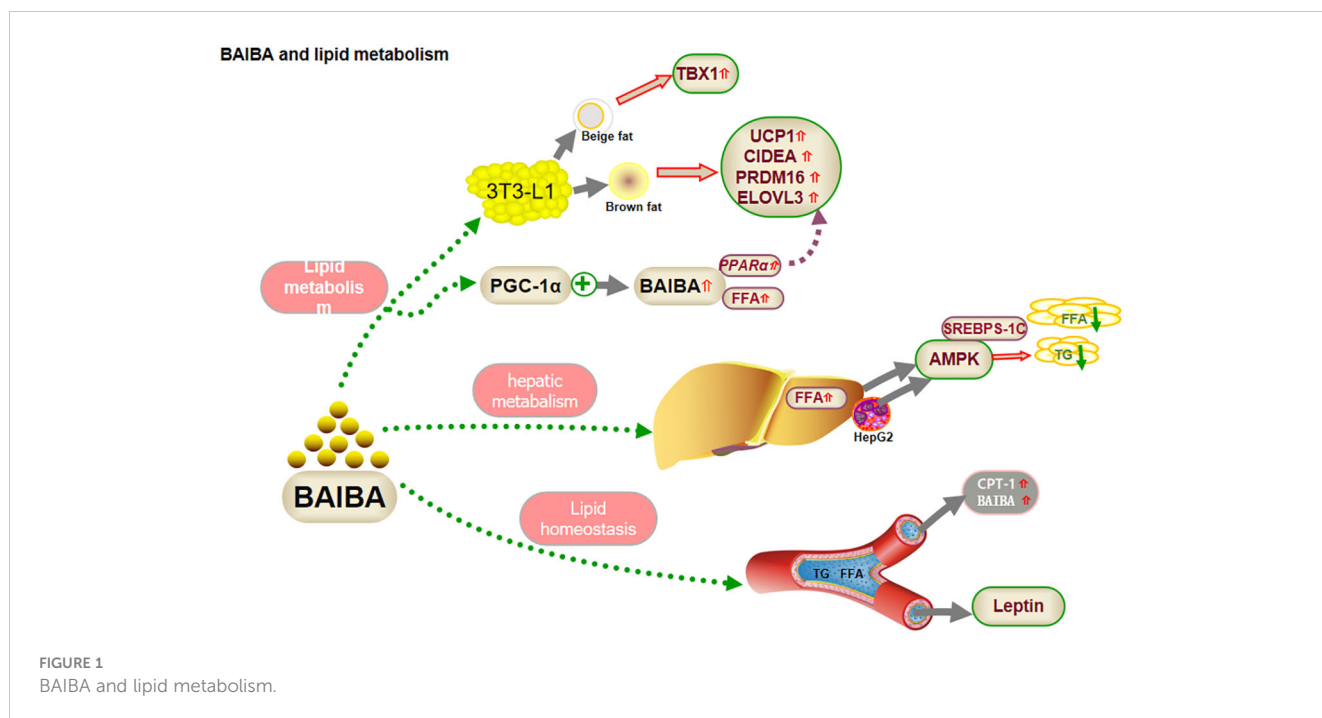 BAIBA and lipid metabolism
TBX1⇑
Beige fat
UCP1⇑
CIDEA ⇑
PRDM16 ⇑
ELOVL3 ⇑
3T3-L1
Brown fat
Lipid
metabolis
m
PGC-1α
+
BAIBA⇑
PPARα⇑
FFA⇑
SREBPS-1C
FFA
AMPK
TG
hepatic
metabalism
FFA⇑
HepG2
BAIBA
Lipid
homeostasis
CPT-1 ⇑
BAIBA ⇑
TG FFA
Leptin
FIGURE 1
BAIBA and lipid metabolism.